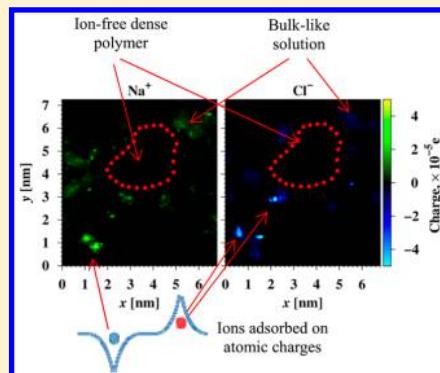 Ion-free dense
polymer
Bulk-like
solution
Na⁺
Cl⁻
7
6
5
4
3
2
1
0
y [nm]
4
2
0
−2
−4
Charge, × 10⁻⁵e
0 1 2 3 4 5 6
0 1 2 3 4 5 6
x [nm]
x [nm]
Ions adsorbed on
atomic charges